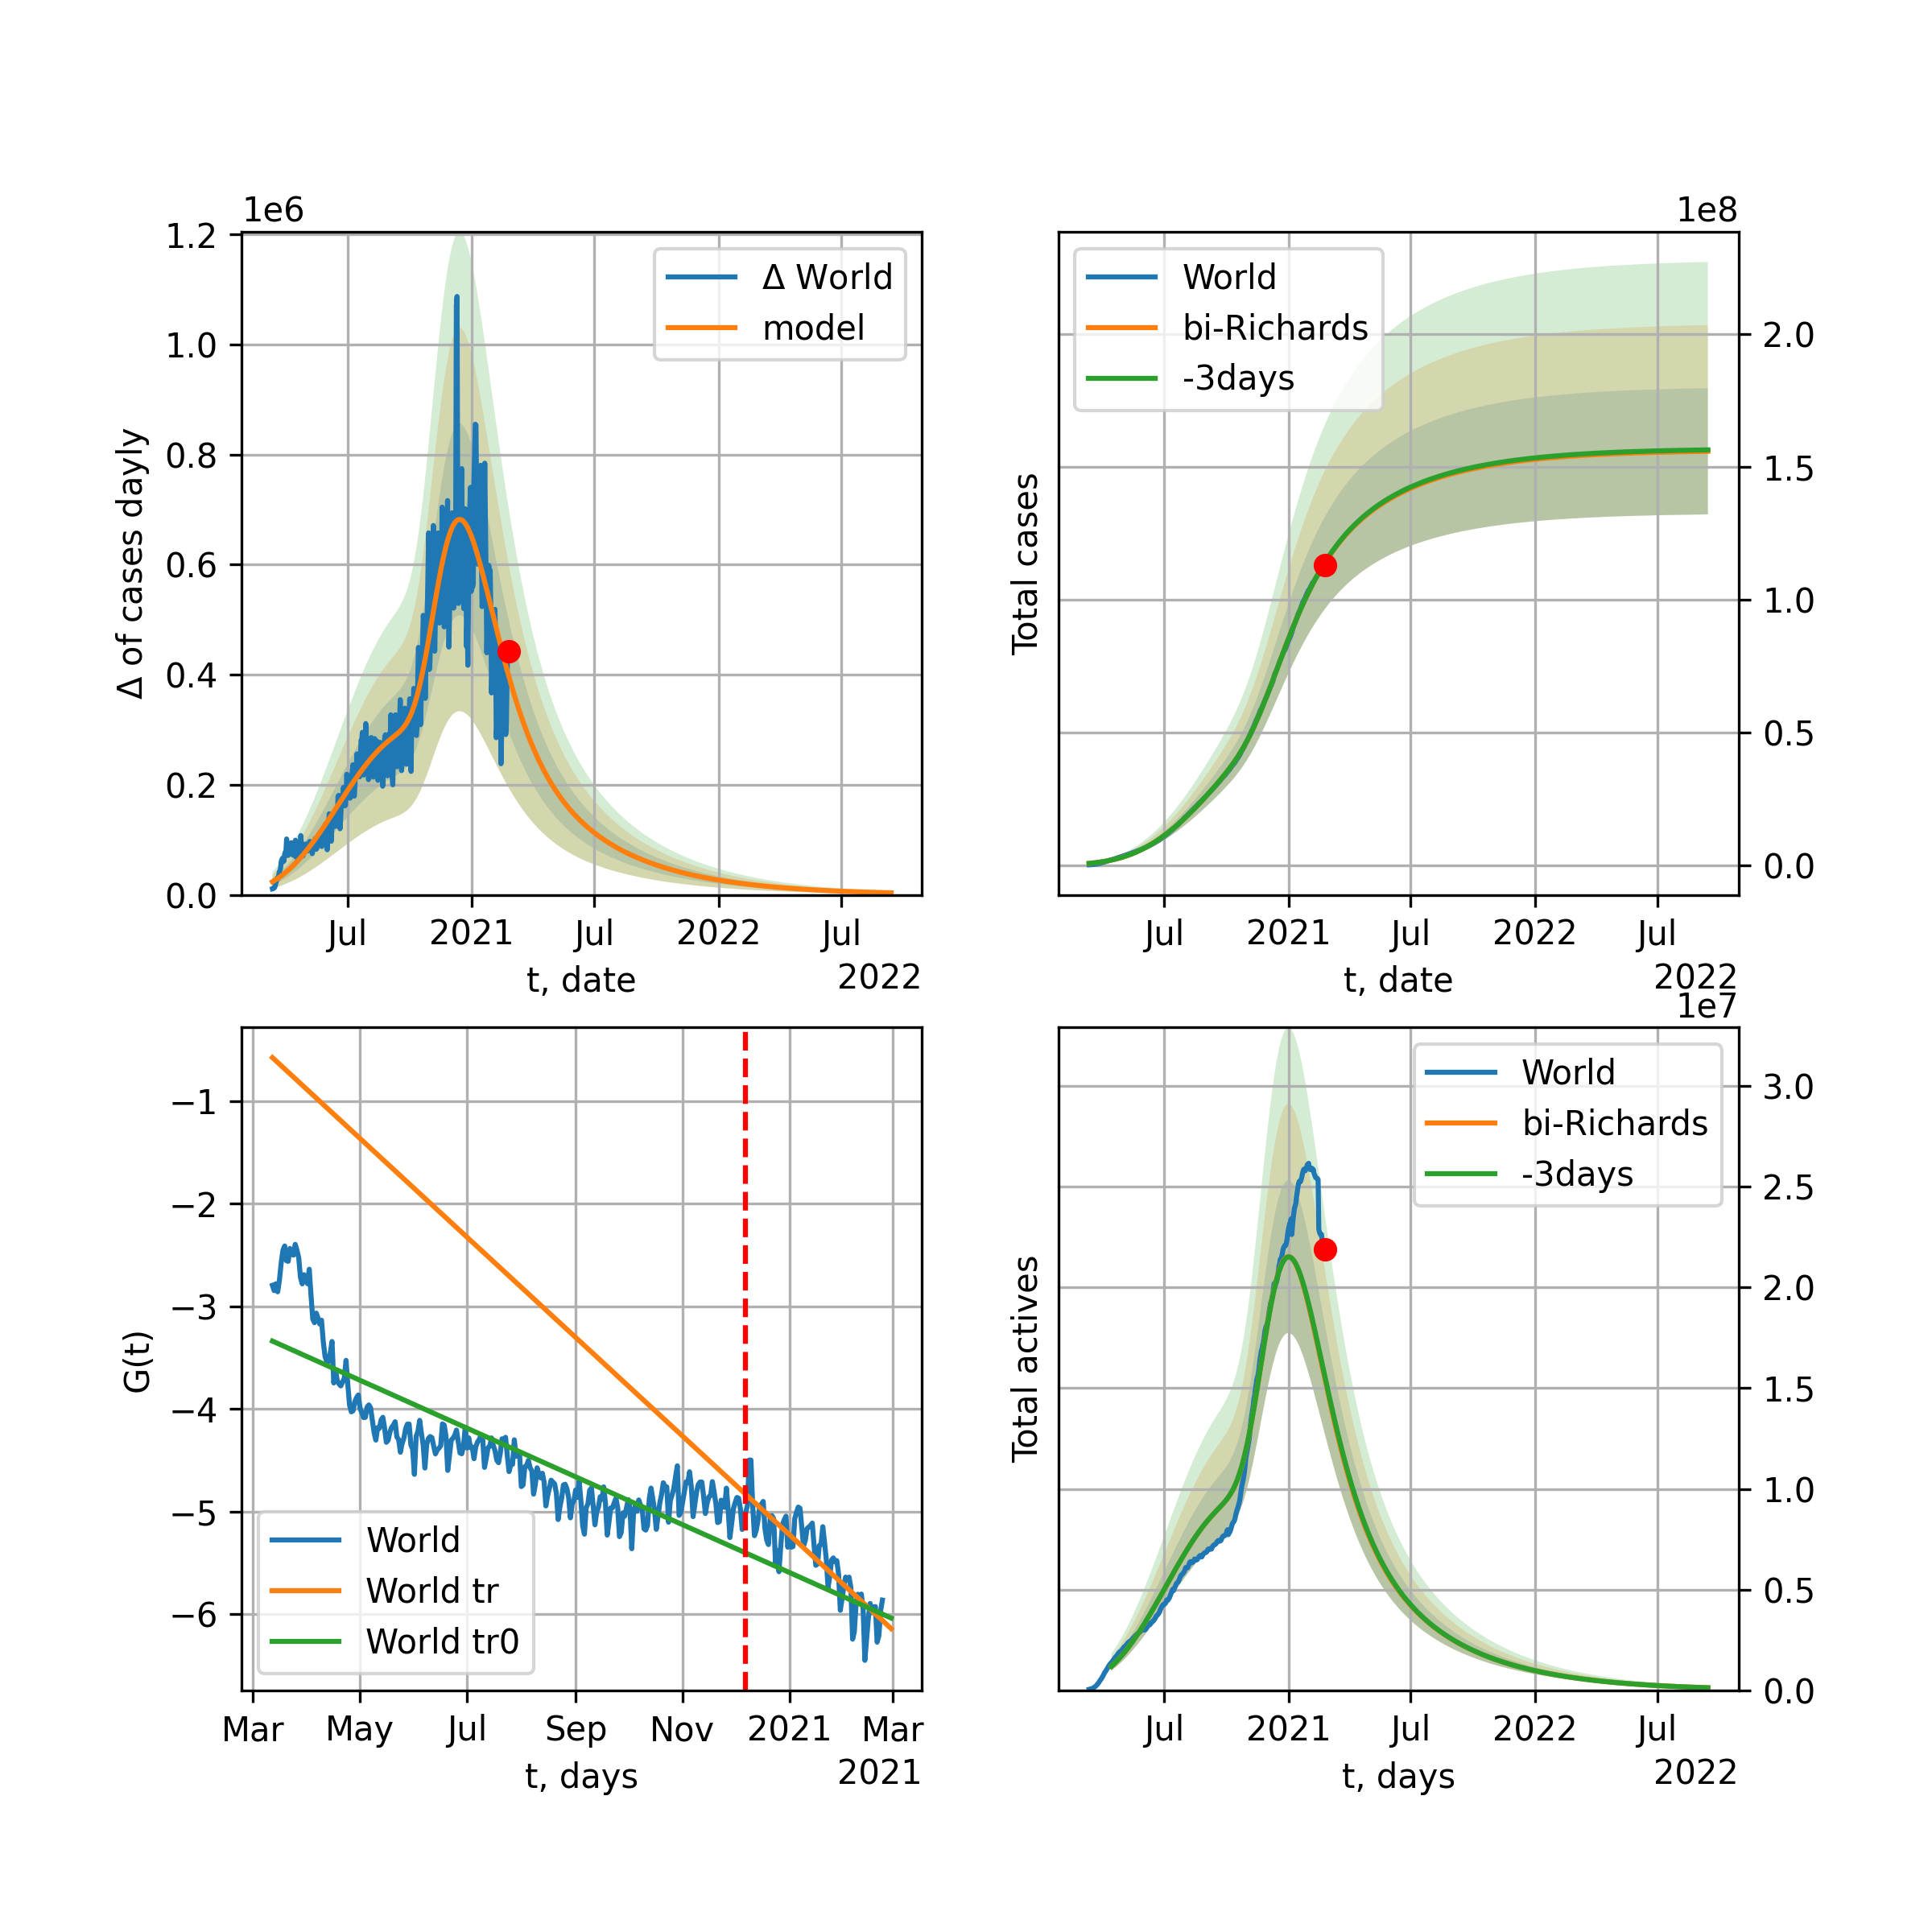 1e6
1.2
1.0
0.8
0.6
0.4
0.2
0.0
Δ of cases dayly
Δ World
model
Jul
2021
Jul
2022
Jul
t, date
2022
1e8
World
bi-Richards
-3days
Total cases
2.0
1.5
1.0
0.5
0.0
Jul
2021
Jul
2022
Jul
t, date
2022
−1
−2
−3
−4
−5
−6
G(t)
World
World tr
World tr0
Mar
May
Jul
Sep
Nov
2021
Mar
t, days
2021
1e7
World
bi-Richards
-3days
Total actives
3.0
2.5
2.0
1.5
1.0
0.5
0.0
Jul
2021
Jul
2022
Jul
t, days
2022